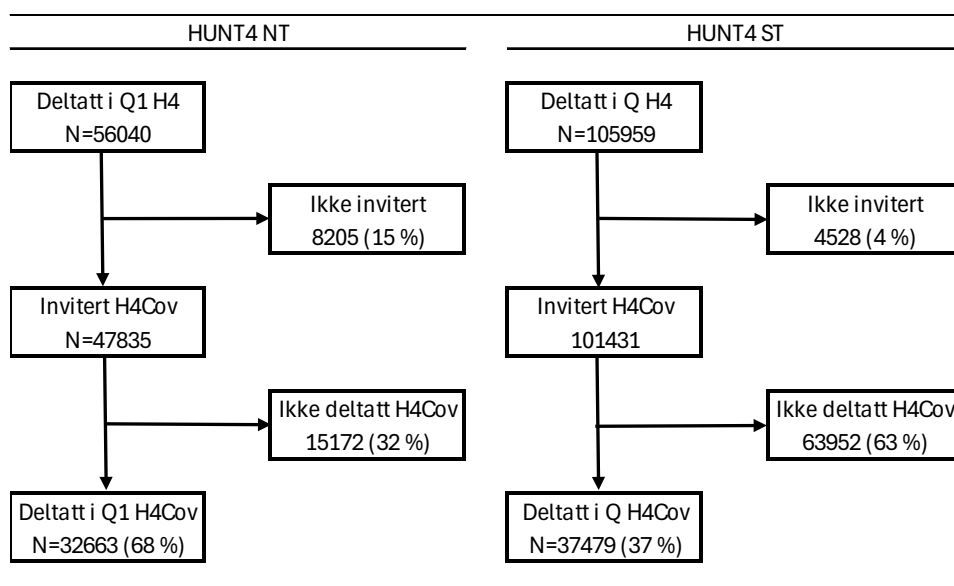 HUNT4 NT
Deltatt i Q1 H4
N=56040
Ikke invitert
8205 (15 %)
Invitert H4Cov
N=47835
Ikke deltatt H4Cov
15172 (32 %)
Deltatt i Q1 H4Cov
N=32663 (68 %)
HUNT4 ST
Deltatt i Q H4
N=105959
Ikke invitert
4528 (4 %)
Invitert H4Cov
101431
Ikke deltatt H4Cov
63952 (63 %)
Deltatt i Q H4Cov
N=37479 (37 %)